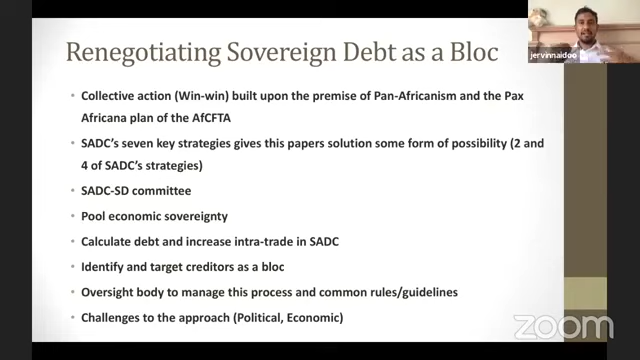 Renegotiating Sovereign Debt as a Bloc
jervinnaidoo
• Collective action (Win-win) built upon the premise of Pan-Africanism and the Pax
Africana plan of the AfCFTA
• SADC's seven key strategies gives this papers solution some form of possibility (2 and
4 of SADC's strategies)
• SADC-SD committee
• Pool economic sovereignty
• Calculate debt and increase intra-trade in SADC
• Identify and target creditors as a bloc
• Oversight body to manage this process and common rules/guidelines
• Challenges to the approach (Political, Economic)
zoom